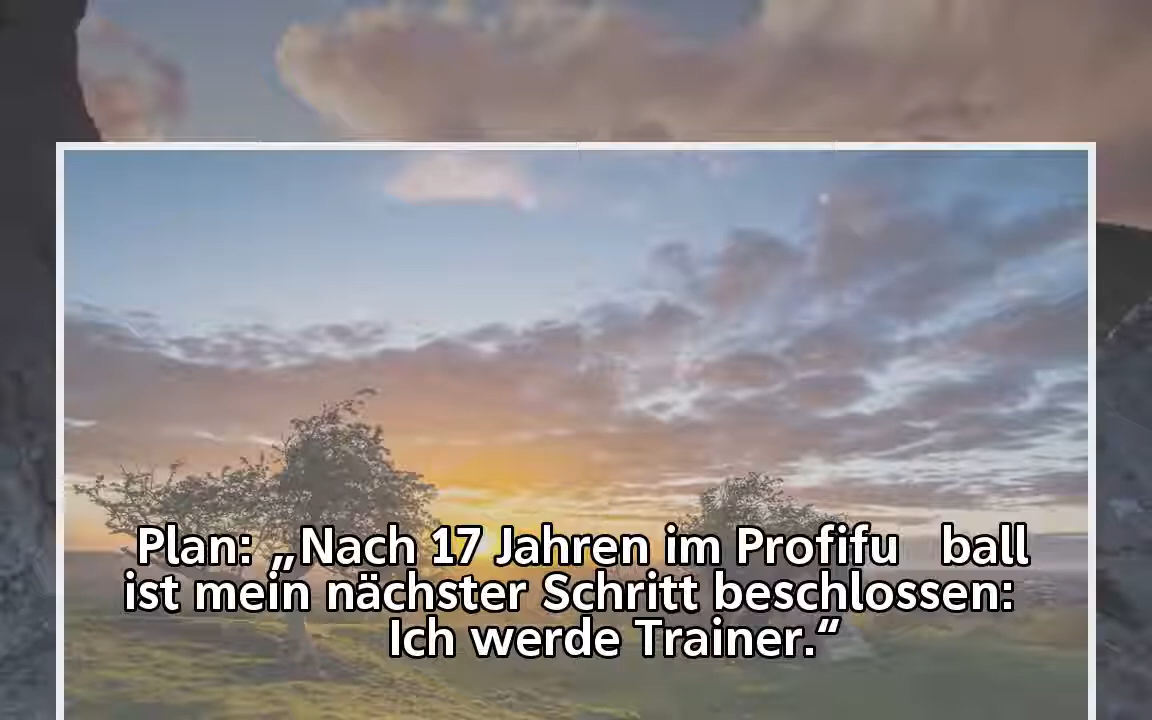 Plan: „Nach 17 Jahren im Profifu ball
ist mein nächster Schritt beschlossen:
Ich werde Trainer.“